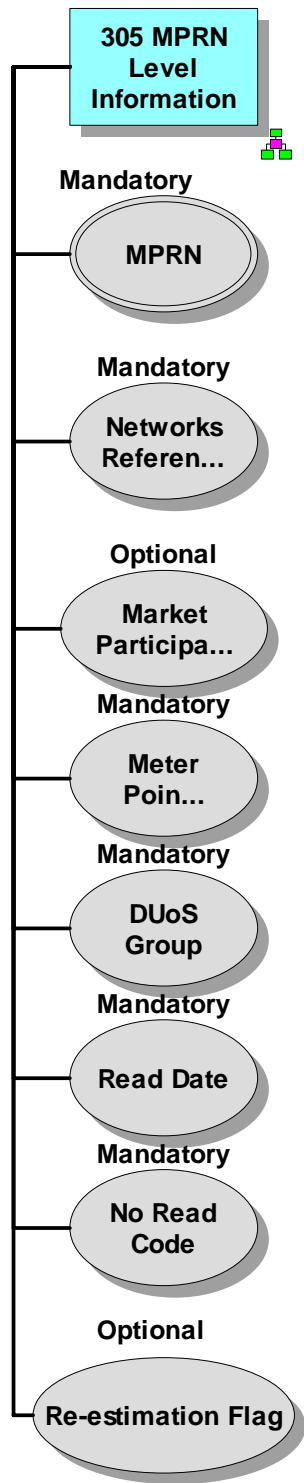 305 MPRN
Level
Information
Mandatory
MPRN
Mandatory
Networks
Referen...
Optional
Market
Participa...
Mandatory
Meter
Poin...
Mandatory
DUoS
Group
Mandatory
Read Date
Mandatory
No Read
Code
Optional
Re-estimation Flag